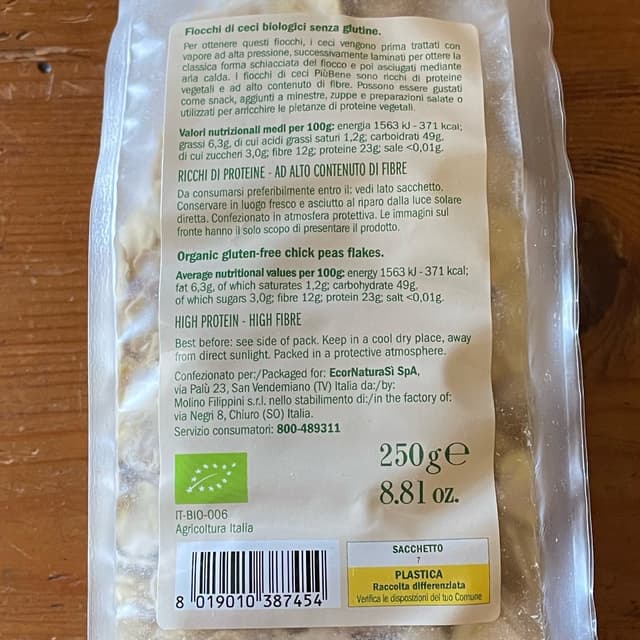 Fiocchi di ceci biologici senza glutine.
Per ottenere questi fiocchi, i ceci vengono prima trattati con
vapore ad alta pressione, successivamente laminati per ottenere la
classica forma schiacciata del fiocco e poi asciugati mediante
aria calda. I fiocchi di ceci PiùBene sono ricchi di proteine
vegetali e ad alto contenuto di fibre. Possono essere gustati
come snack, aggiunti a minestre, zuppe e preparazioni salate o
utilizzati per arricchire le pietanze di proteine vegetali.
Valori nutrizionali medi per 100g: energia 1563 kJ - 371 kcal;
grassi 6,3g, di cui acidi grassi saturi 1,2g; carboidrati 49g,
di cui zuccheri 3,0g; fibre 12g; proteine 23g; sale <0,01g.
RICCHI DI PROTEINE - AD ALTO CONTENUTO DI FIBRE
Da consumarsi preferibilmente entro il: vedi lato sacchetto.
Conservare in luogo fresco e asciutto al riparo dalla luce solare
diretta. Confezionato in atmosfera protettiva. Le immagini sul
fronte hanno il solo scopo di presentare il prodotto.
Organic gluten-free chick peas flakes.
Average nutritional values per 100g: energy 1563 kJ - 371 kcal;
fat 6,3g, of which saturates 1,2g; carbohydrate 49g,
of which sugars 3,0g; fibre 12g; protein 23g; salt <0,01g.
HIGH PROTEIN - HIGH FIBRE
Best before: see side of pack. Keep in a cool dry place, away
from direct sunlight. Packed in a protective atmosphere.
Confezionato per:/Packaged for: EcorNaturaSì SpA,
via Palù 23, San Vendemiano (TV) Italia da:/by:
Molino Filippini s.r.l. nello stabilimento di:/in the factory of:
via Negri 8, Chiuro (SO) Italia.
Servizio consumatori: 800-489311
250g℮
8.81 oz.
IT-BIO-006
Agricoltura Italia
8 019010 387454
SACCHETTO
7
PLASTICA
Raccolta differenziata
Verifica le disposizioni del tuo Comune